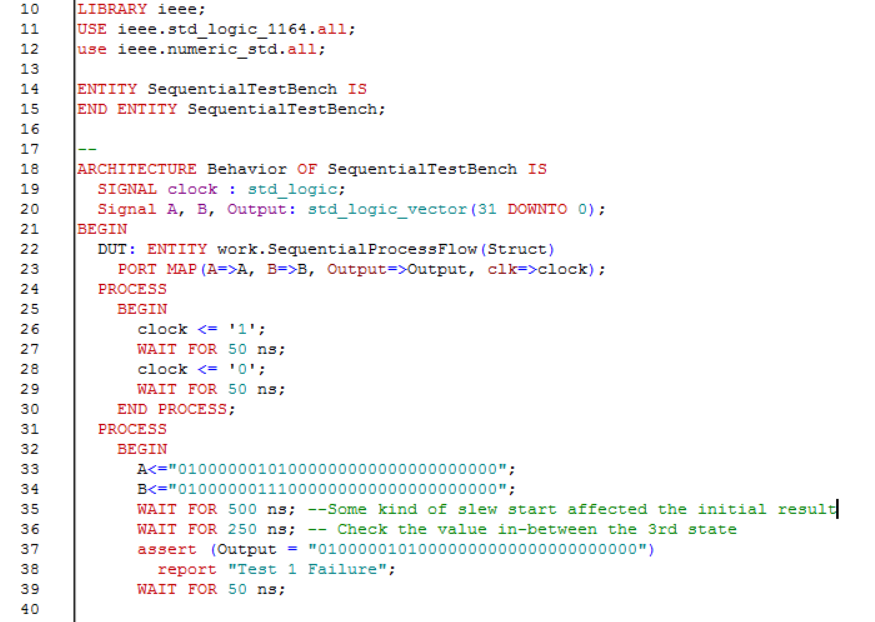 10 LIBRARY ieee;
11 USE ieee.std_logic_1164.all;
12 use ieee.numeric_std.all;
13
14 ENTITY SequentialTestBench IS
15 END ENTITY SequentialTestBench;
16
17 --
18 ARCHITECTURE Behavior OF SequentialTestBench IS
19 SIGNAL clock : std_logic;
20 Signal A, B, Output: std_logic_vector(31 DOWNTO 0);
21 BEGIN
22 DUT: ENTITY work.SequentialProcessFlow(Struct)
23 PORT MAP(A=>A, B=>B, Output=>Output, clk=>clock);
24 PROCESS
25 BEGIN
26 clock <= '1';
27 WAIT FOR 50 ns;
28 clock <= '0';
29 WAIT FOR 50 ns;
30 END PROCESS;
31 PROCESS
32 BEGIN
33 A<="01000000101000000000000000000000";
34 B<="01000000111000000000000000000000";
35 WAIT FOR 500 ns; --Some kind of slew start affected the initial result
36 WAIT FOR 250 ns; -- Check the value in-between the 3rd state
37 assert (Output = "01000001010000000000000000000000")
38 report "Test 1 Failure";
39 WAIT FOR 50 ns;
40